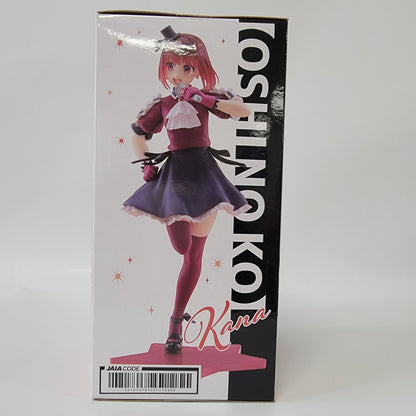 [OSHI NO KO]
Kana
JAIA CODE